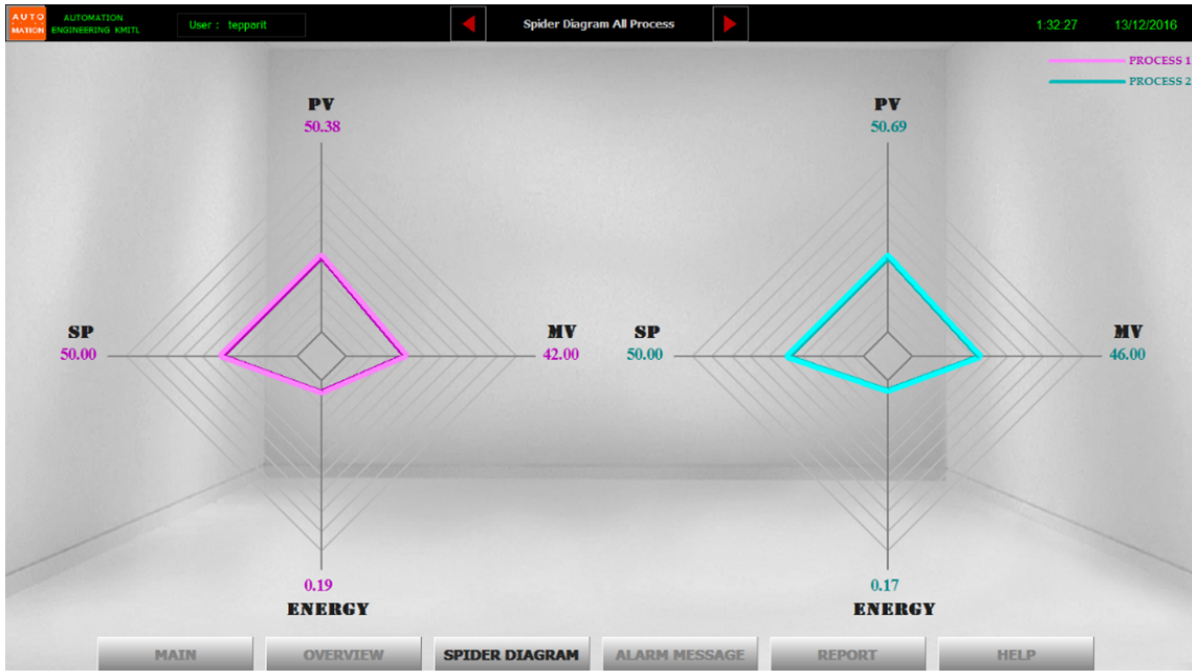 AUTO
MATION
AUTOMATION
ENGINEERING KMITL
User : tepparit
Spider Diagram All Process
1:32:27
13/12/2016
PROCESS 1
PROCESS 2
PV
50.38
SP
50.00
MV
42.00
0.19
ENERGY
PV
50.69
SP
50.00
MV
46.00
0.17
ENERGY
MAIN
OVERVIEW
SPIDER DIAGRAM
ALARM MESSAGE
REPORT
HELP